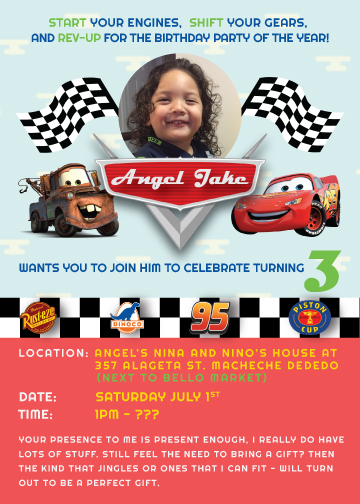 START YOUR ENGINES, SHIFT YOUR GEARS,
AND REV-UP FOR THE BIRTHDAY PARTY OF THE YEAR!
Angel Jake
WANTS YOU TO JOIN HIM TO CELEBRATE TURNING 3
Rust-eze
DINOCO
95
PISTON
CUP
LOCATION: ANGEL'S NINA AND NINO'S HOUSE AT
357 ALAGETA ST. MACHECHE DEDEDO
(NEXT TO BELLO MARKET)
DATE: SATURDAY JULY 1ST
TIME: 1PM - ???
YOUR PRESENCE TO ME IS PRESENT ENOUGH, I REALLY DO HAVE
LOTS OF STUFF. STILL FEEL THE NEED TO BRING A GIFT? THEN
THE KIND THAT JINGLES OR ONES THAT I CAN FIT - WILL TURN
OUT TO BE A PERFECT GIFT.